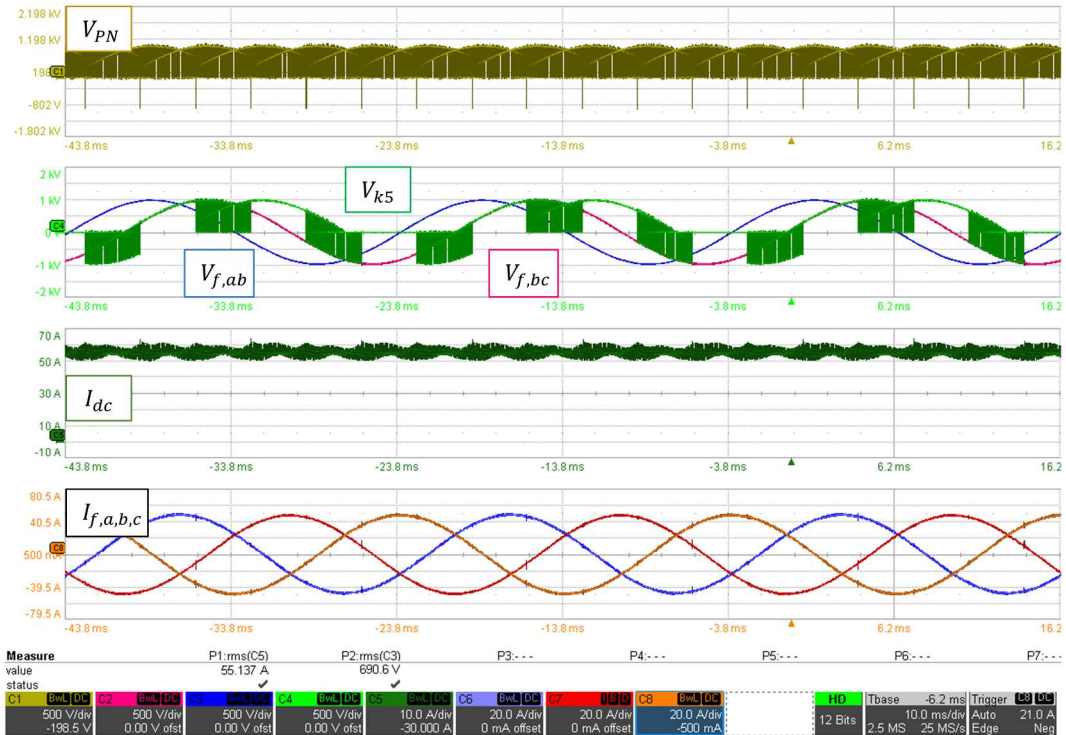 2.198 kV
V_PN
1.198 kV
C1
-802 V
-1.802 kV
-43.8 ms -33.8 ms -23.8 ms -13.8 ms -3.8 ms 6.2 ms 16.2
2 kV
V_k5
1 kV
C4
-1 kV
V_f,ab V_f,bc
-2 kV
-43.8 ms -33.8 ms -23.8 ms -13.8 ms -3.8 ms 6.2 ms 16.2
70 A
50 A
30 A
I_dc
10 A
-10 A
-43.8 ms -33.8 ms -23.8 ms -13.8 ms -3.8 ms 6.2 ms 16.2
80.5 A
I_f,a,b,c
40.5 A
C8
500 mA
-39.5 A
-79.5 A
-43.8 ms -33.8 ms -23.8 ms -13.8 ms -3.8 ms 6.2 ms 16.2
Measure P1:rms(C5) P2:rms(C3) P3:- - - P4:- - - P5:- - - P6:- - - P7:- - -
value 55.137 A 690.6 V
status
C1 BwL DC C2 BwL DC C3 BwL DC C4 BwL DC C5 BwL DC C6 BwL DC C7 C8 BwL DC HD Tbase -6.2 ms Trigger C8 DC
500 V/div 500 V/div 500 V/div 500 V/div 10.0 A/div 20.0 A/div 20.0 A/div 20.0 A/div 12 Bits 10.0 ms/div Auto 21.0 A
-198.5 V 0.00 V ofst 0.00 V ofst 0.00 V ofst -30.000 A 0 mA offset 0 mA offset -500 mA 2.5 MS 25 MS/s Edge Neg